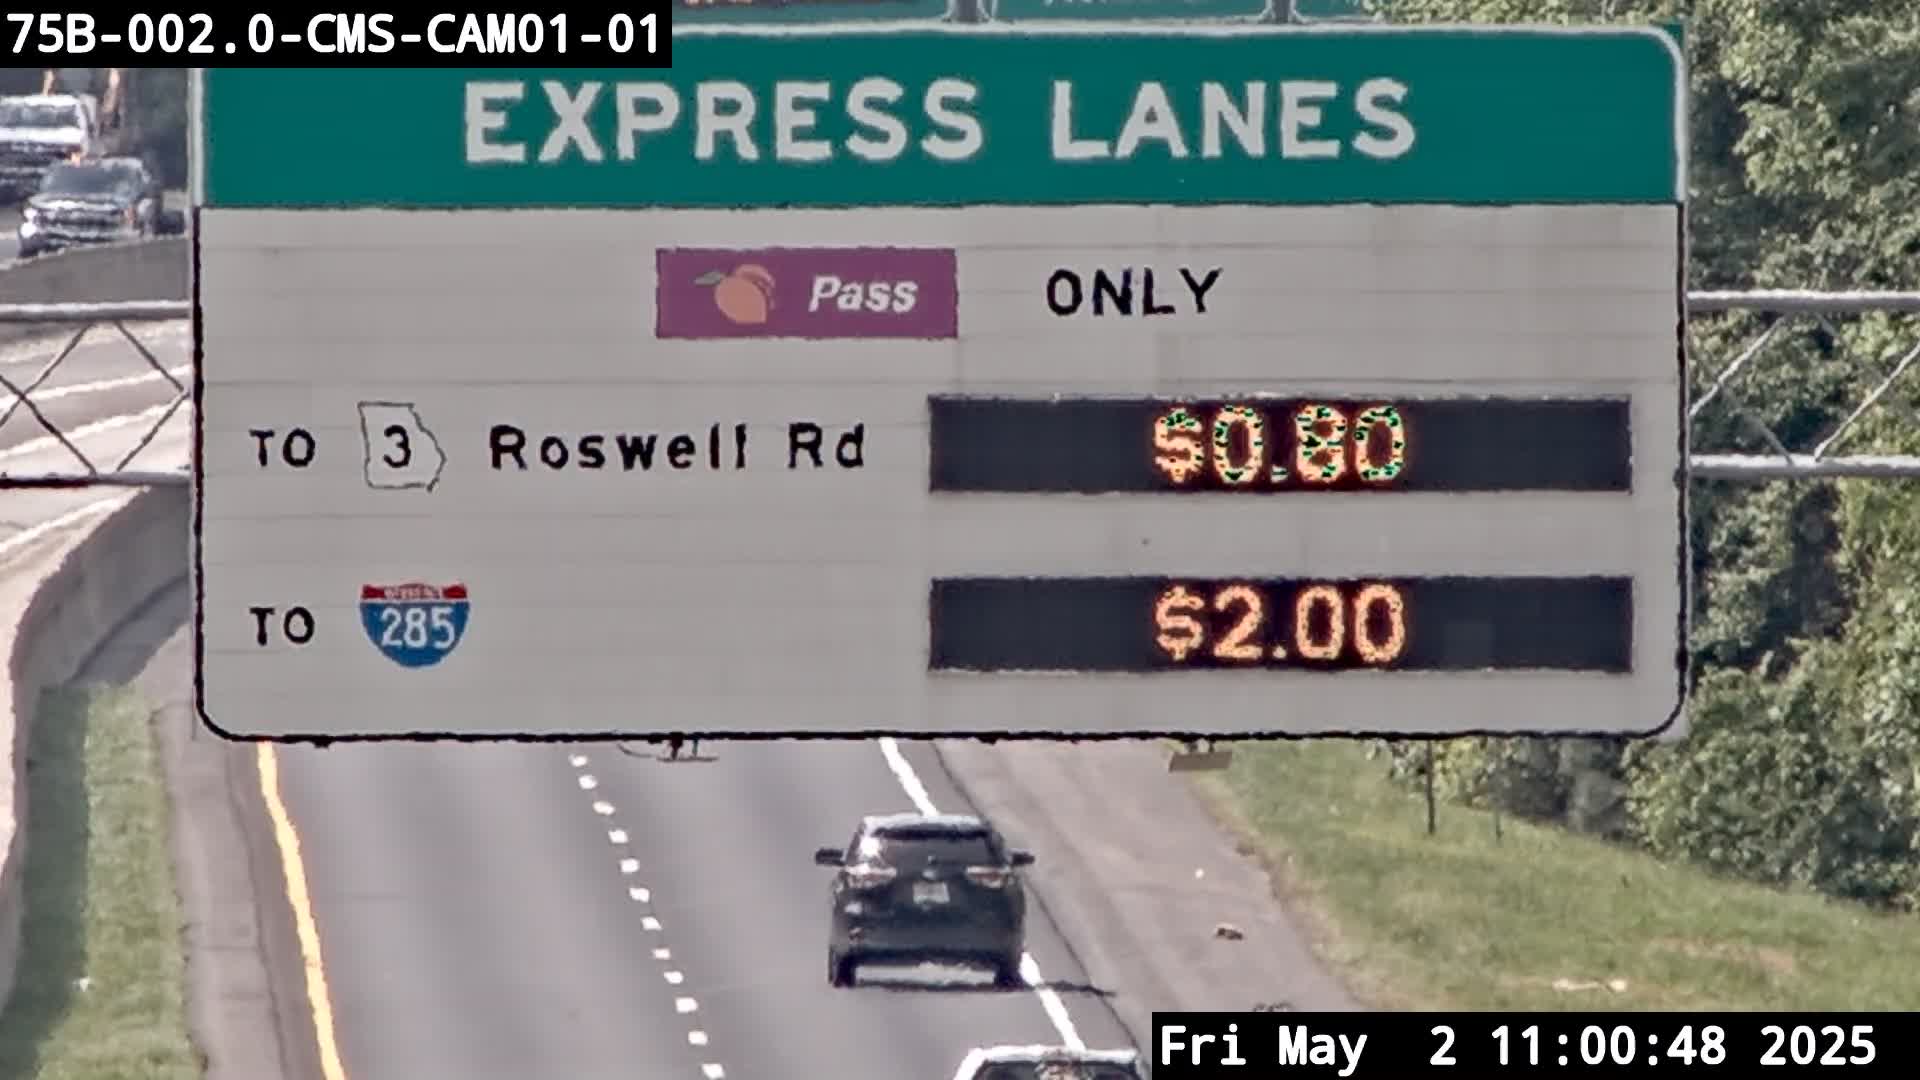 75B-002.0-CMS-CAM01-01
EXPRESS LANES
Pass ONLY
TO 3 Roswell Rd $0.80
TO 285 $2.00
Fri May 2 11:00:48 2025